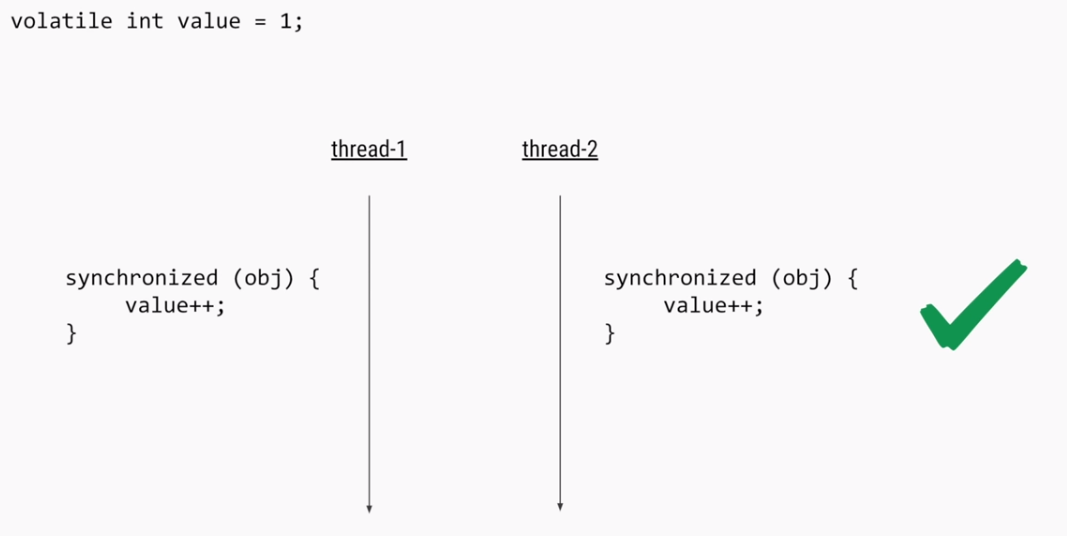 volatile int value = 1;
thread-1
thread-2
synchronized (obj) {
value++;
}
synchronized (obj) {
value++;
}